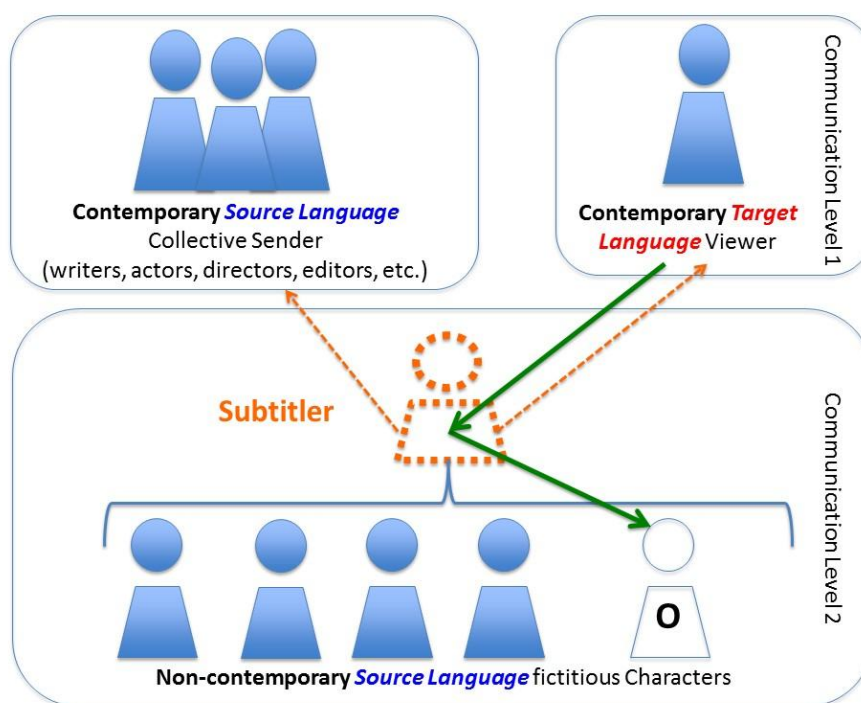 Contemporary Source Language
Collective Sender
(writers, actors, directors, editors, etc.)
Contemporary Target
Language Viewer
Communication Level 1
Subtitler
Communication Level 2
O
Non-contemporary Source Language fictitious Characters